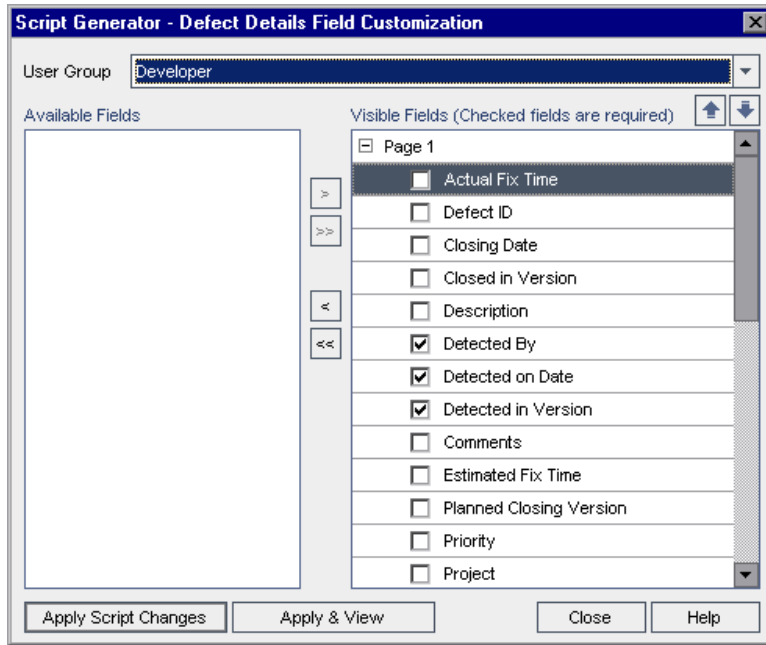 Script Generator - Defect Details Field Customization
User Group Developer
Available Fields
Visible Fields (Checked fields are required)
Page 1
Actual Fix Time
Defect ID
Closing Date
Closed in Version
Description
Detected By
Detected on Date
Detected in Version
Comments
Estimated Fix Time
Planned Closing Version
Priority
Project
>
>>
<
<<
Apply Script Changes
Apply & View
Close
Help